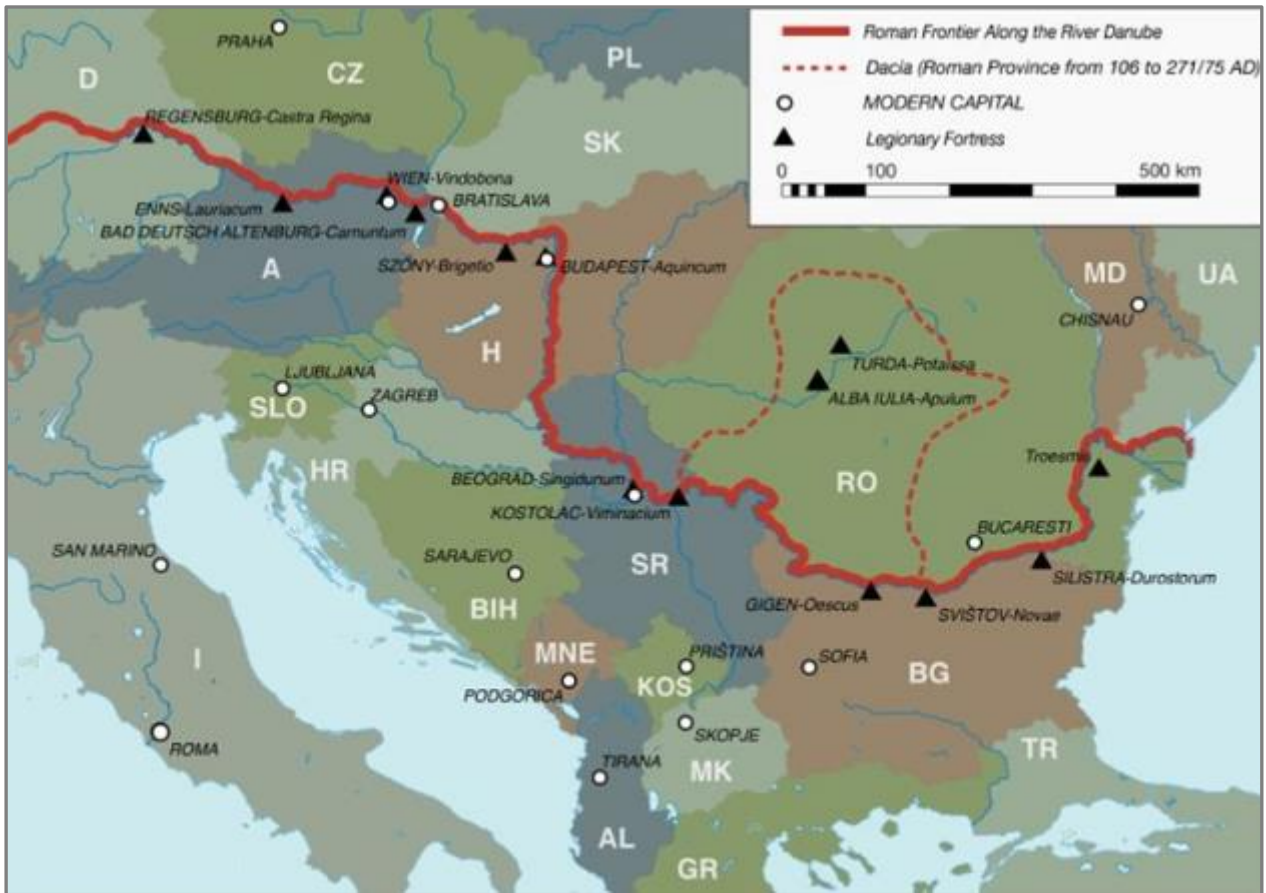 Roman Frontier Along the River Danube
Dacia (Roman Province from 106 to 271/75 AD)
MODERN CAPITAL
Legionary Fortress
0 100 500 km
PRAHA
CZ
PL
D
REGENSBURG-Castra Regina
SK
WIEN-Vindobona
ENNS-Lauriacum
BRATISLAVA
BAD DEUTSCH ALTENBURG-Carnuntum
A
SZÖNY-Brigetio
BUDAPEST-Aquincum
MD
UA
CHISNAU
H
TURDA-Potaissa
ALBA IULIA-Apulum
LJUBLJANA
SLO
ZAGREB
HR
Troesmis
BEOGRAD-Singidunum
RO
KOSTOLAC-Viminacium
BUCARESTI
SAN MARINO
SARAJEVO
SR
SILISTRA-Durostorum
BIH
GIGEN-Oescus
SVIŠTOV-Novae
I
MNE
PRIŠTINA
SOFIA
BG
KOS
PODGORICA
ROMA
SKOPJE
TR
TIRANA
MK
AL
GR